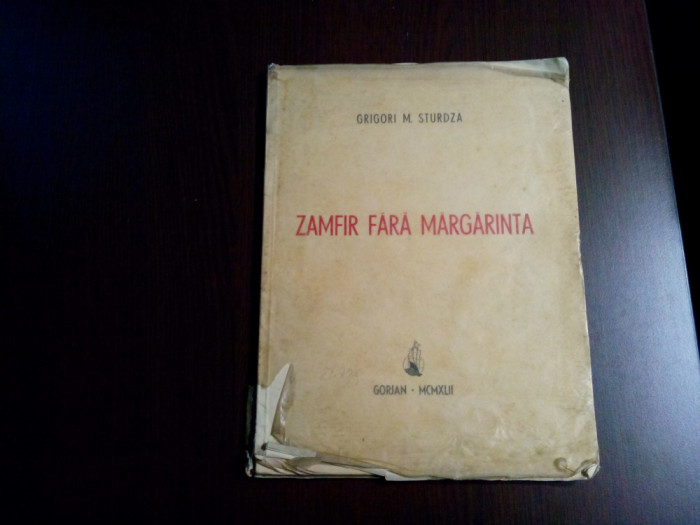 GRIGORI M. STURDZA
ZAMFIR FĂRĂ MĂRGĂRINTA
GORIAN - MCMXLII